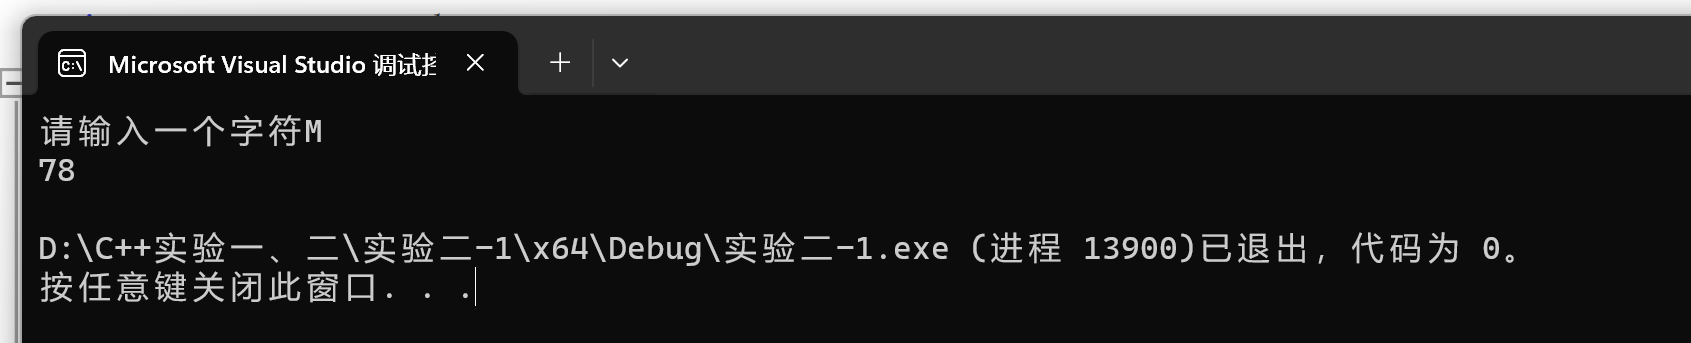 Microsoft Visual Studio 调试控
请输入一个字符M
78
D:\C++实验一、二\实验二-1\x64\Debug\实验二-1.exe (进程 13900)已退出，代码为 0。
按任意键关闭此窗口. . .